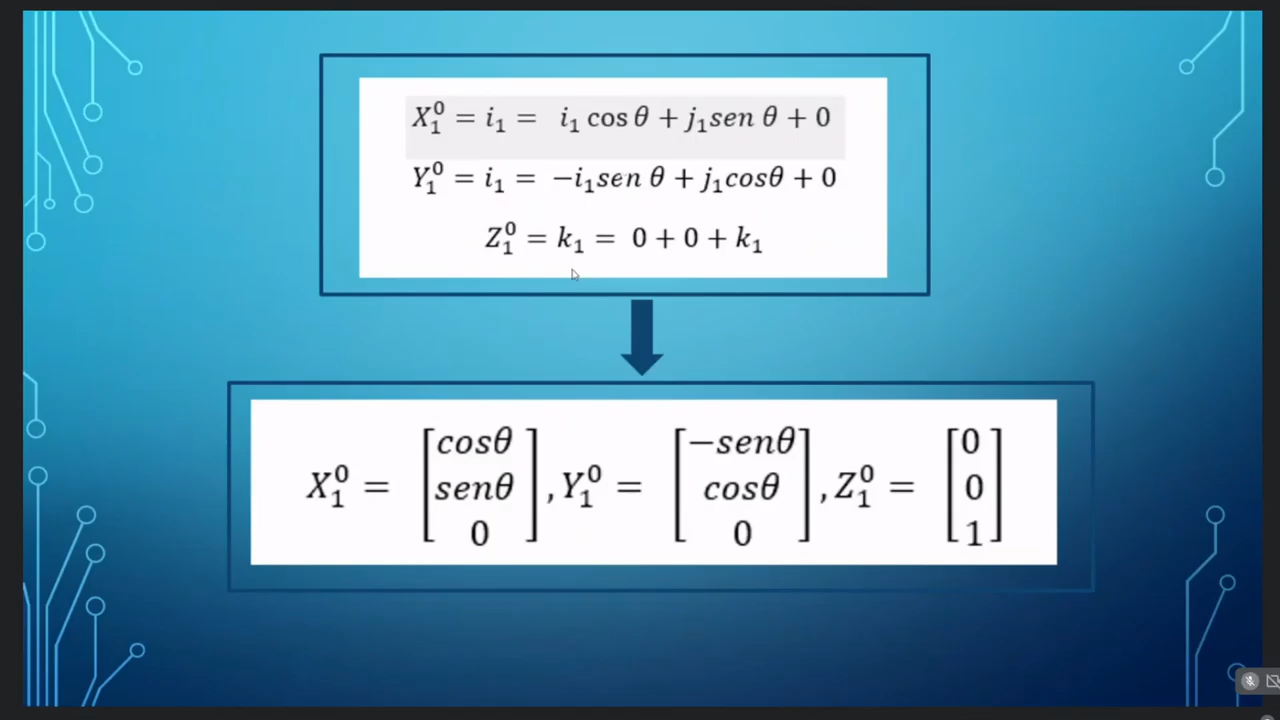 X₁⁰ = i₁ = i₁ cos θ + j₁sen θ + 0
Y₁⁰ = i₁ = −i₁sen θ + j₁cosθ + 0
Z₁⁰ = k₁ = 0 + 0 + k₁
X₁⁰ = [cosθ senθ 0], Y₁⁰ = [−senθ cosθ 0], Z₁⁰ = [0 0 1]